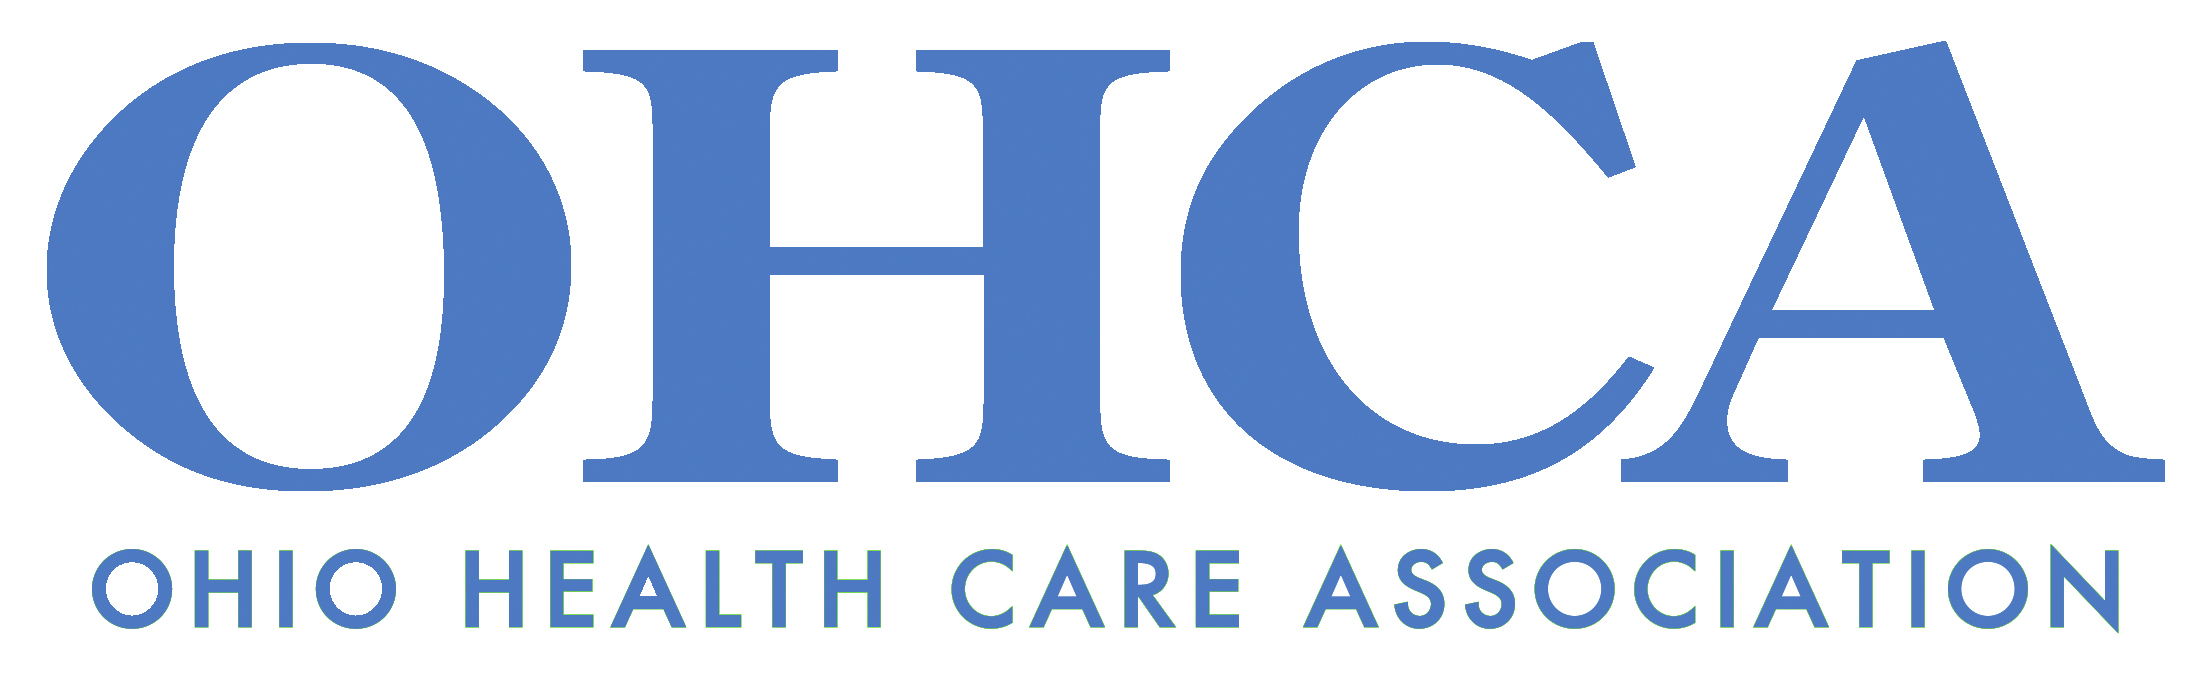 OHCA
OHIO HEALTH CARE ASSOCIATION